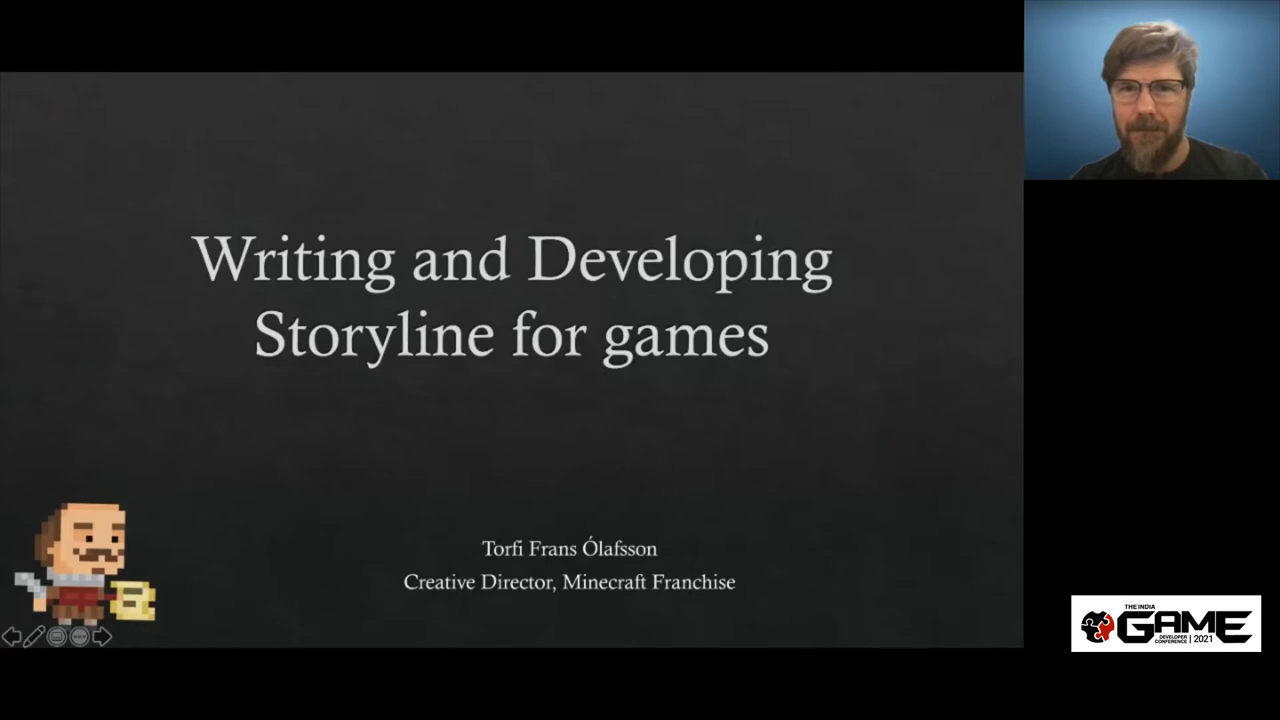 Writing and Developing
Storyline for games
Torfi Frans Ólafsson
Creative Director, Minecraft Franchise
THE INDIA
GAME
DEVELOPER
CONFERENCE | 2021